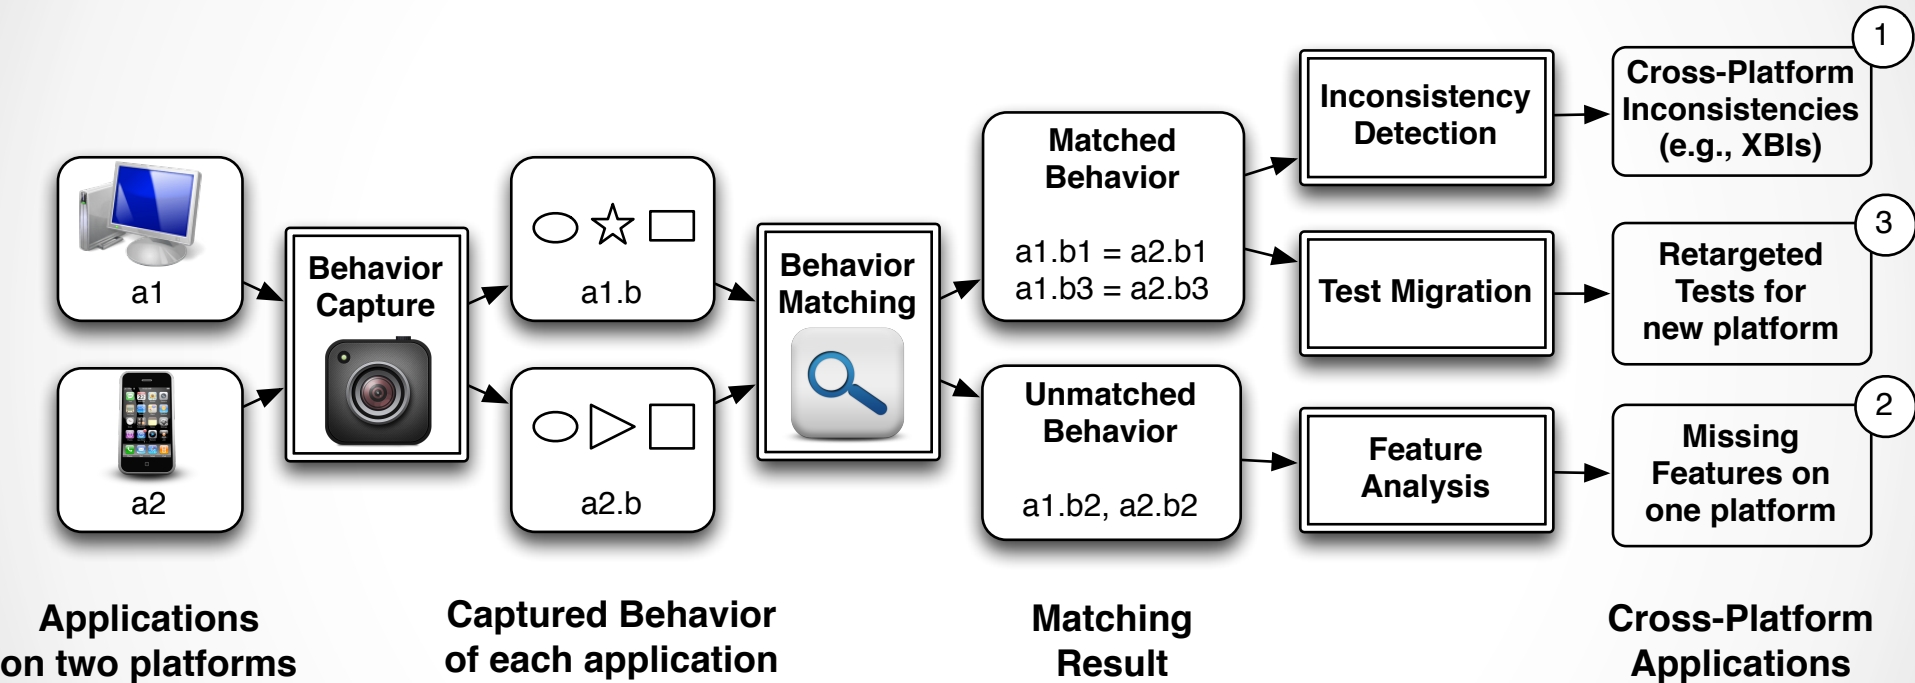 a1
a2
Applications
on two platforms
Behavior
Capture
a1.b
a2.b
Captured Behavior
of each application
Behavior
Matching
Matched
Behavior
a1.b1 = a2.b1
a1.b3 = a2.b3
Unmatched
Behavior
a1.b2, a2.b2
Matching
Result
Inconsistency
Detection
Test Migration
Feature
Analysis
1
Cross-Platform
Inconsistencies
(e.g., XBIs)
3
Retargeted
Tests for
new platform
2
Missing
Features on
one platform
Cross-Platform
Applications